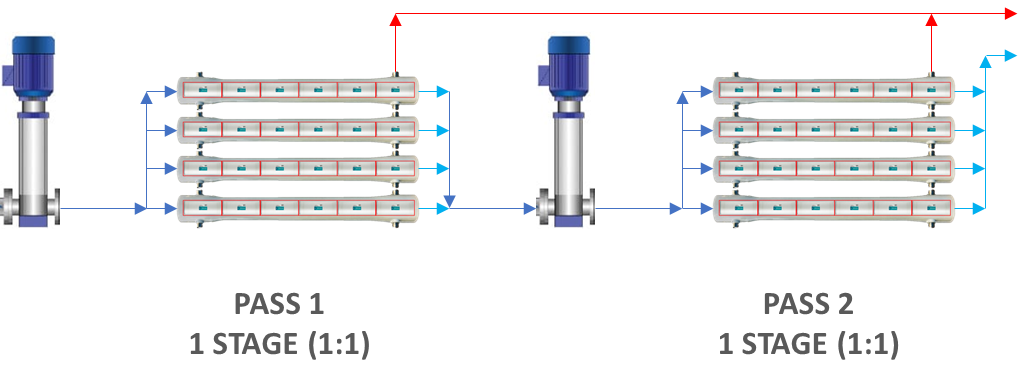 PASS 1
1 STAGE (1:1)
PASS 2
1 STAGE (1:1)